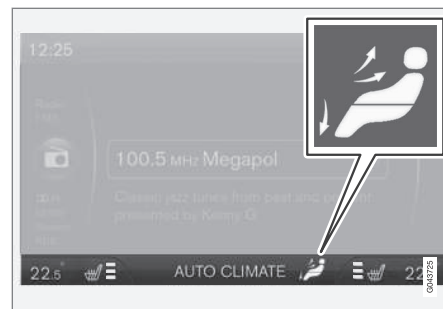 12:25
Radio
100.5 MHz Megapol
Classic jazz tunes from past and present
presented by Kenny G
22.5° AUTO CLIMATE 22
G043725